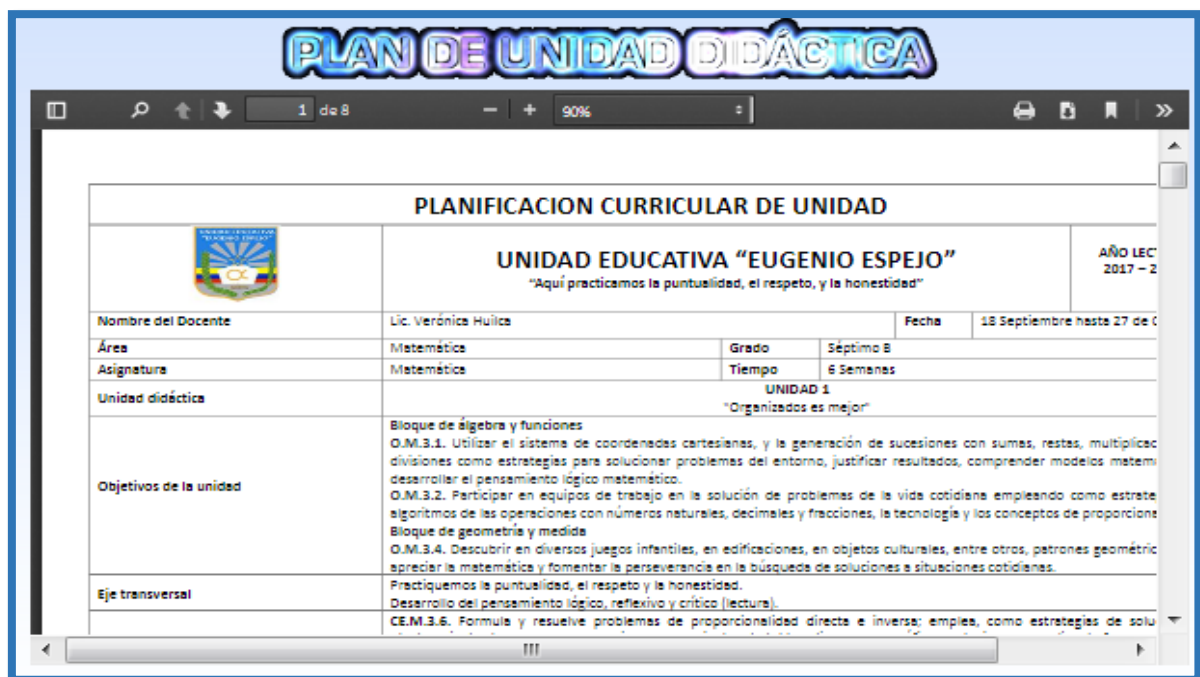 PLAN DE UNIDAD DIDÁCTICA
1 de 8
90%
PLANIFICACION CURRICULAR DE UNIDAD
UNIDAD EDUCATIVA "EUGENIO ESPEJO"
"Aquí practicamos la puntualidad, el respeto, y la honestidad"
AÑO LEC
2017 – 2
Nombre del Docente Lic. Verónica Huilca Fecha 18 Septiembre hasta 27 de
Área Matemática Grado Séptimo B
Asignatura Matemática Tiempo 6 Semanas
Unidad didáctica UNIDAD 1
"Organizados es mejor"
Objetivos de la unidad
Bloque de álgebra y funciones
O.M.3.1. Utilizar el sistema de coordenadas cartesianas, y la generación de sucesiones con sumas, restas, multiplicac
divisiones como estrategias para solucionar problemas del entorno, justificar resultados, comprender modelos matem
desarrollar el pensamiento lógico matemático.
O.M.3.2. Participar en equipos de trabajo en la solución de problemas de la vida cotidiana empleando como estrate
algoritmos de las operaciones con números naturales, decimales y fracciones, la tecnología y los conceptos de proporciona
Bloque de geometría y medida
O.M.3.4. Descubrir en diversos juegos infantiles, en edificaciones, en objetos culturales, entre otros, patrones geométric
apreciar la matemática y fomentar la perseverancia en la búsqueda de soluciones a situaciones cotidianas.
Eje transversal
Practiquemos la puntualidad, el respeto y la honestidad.
Desarrollo del pensamiento lógico, reflexivo y crítico (lectura).
CE.M.3.6. Formula y resuelve problemas de proporcionalidad directa e inversa; emplea, como estrategias de solu